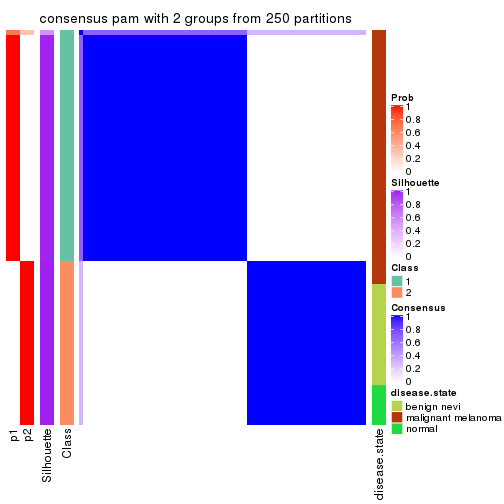 consensus pam with 2 groups from 250 partitions
Prob
1
0.8
0.6
0.4
0.2
0
Silhouette
1
0.8
0.6
0.4
0.2
0
Class
1
2
Consensus
1
0.8
0.6
0.4
0.2
0
disease.state
benign nevi
malignant melanoma
normal
p1
p2
Silhouette
Class
disease.state